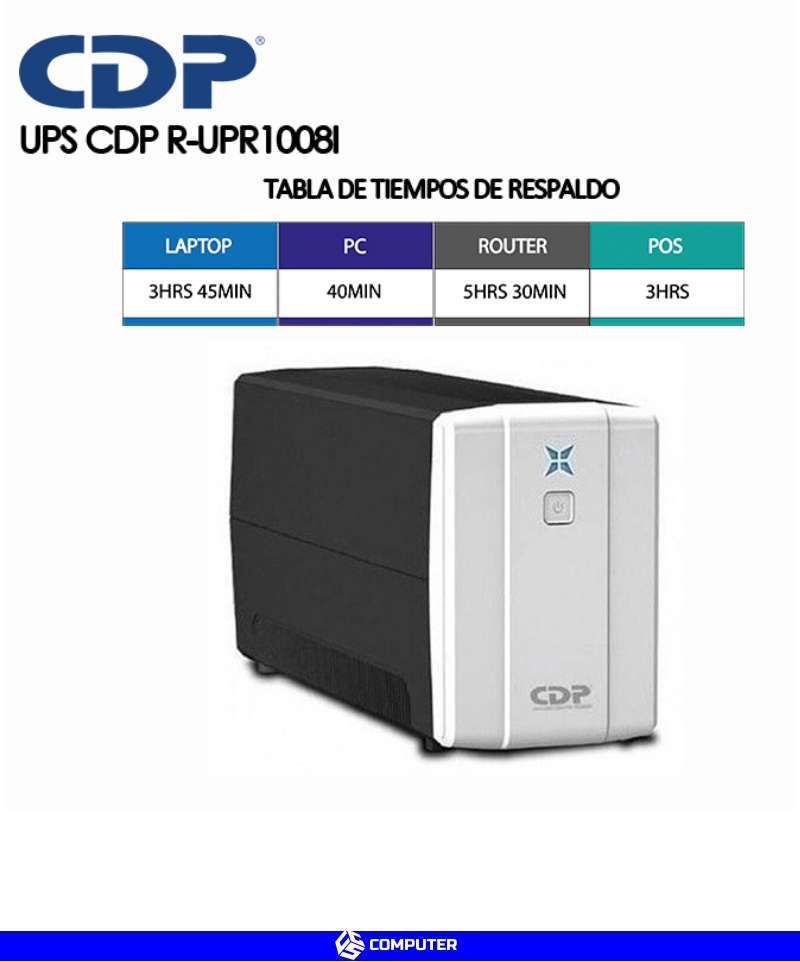 CDP®
UPS CDP R-UPR1008I
TABLA DE TIEMPOS DE RESPALDO
LAPTOP PC ROUTER POS
3HRS 45MIN 40MIN 5HRS 30MIN 3HRS
CDP
COMPUTER